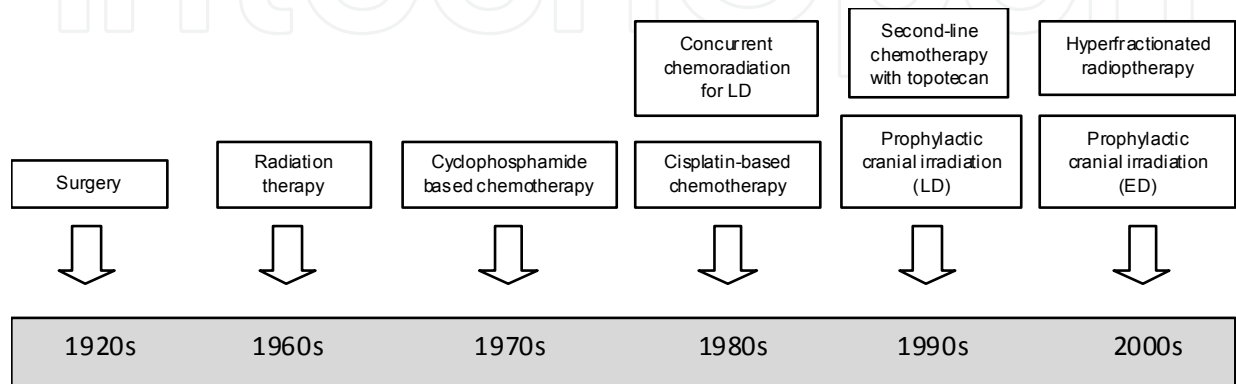 Concurrent
chemoradiation
for LD
Second-line
chemotherapy
with topotecan
Hyperfractionated
radioptherapy
Surgery
Radiation
therapy
Cyclophosphamide
based chemotherapy
Cisplatin-based
chemotherapy
Prophylactic
cranial irradiation
(LD)
Prophylactic
cranial irradiation
(ED)
1920s
1960s
1970s
1980s
1990s
2000s